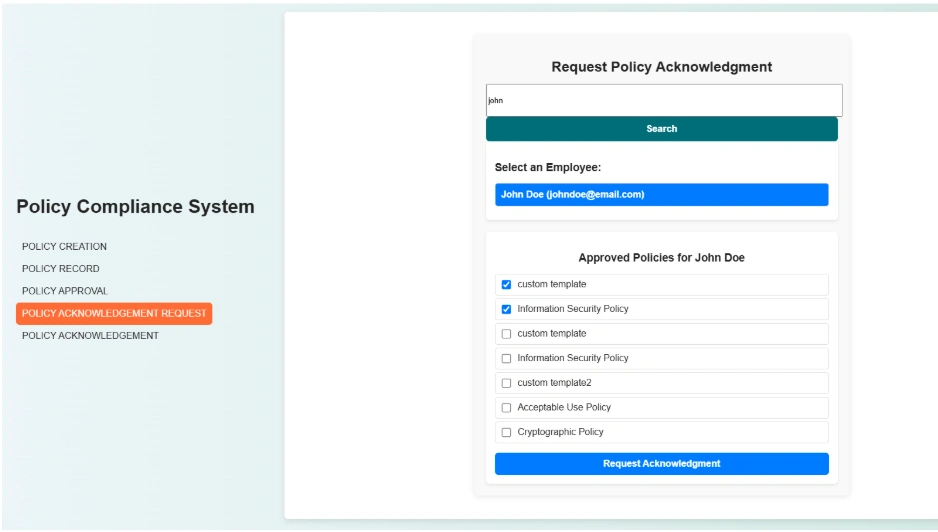 Policy Compliance System
POLICY CREATION
POLICY RECORD
POLICY APPROVAL
POLICY ACKNOWLEDGEMENT REQUEST
POLICY ACKNOWLEDGEMENT
Request Policy Acknowledgment
john
Search
Select an Employee:
John Doe (johndoe@email.com)
Approved Policies for John Doe
custom template
Information Security Policy
custom template
Information Security Policy
custom template2
Acceptable Use Policy
Cryptographic Policy
Request Acknowledgment